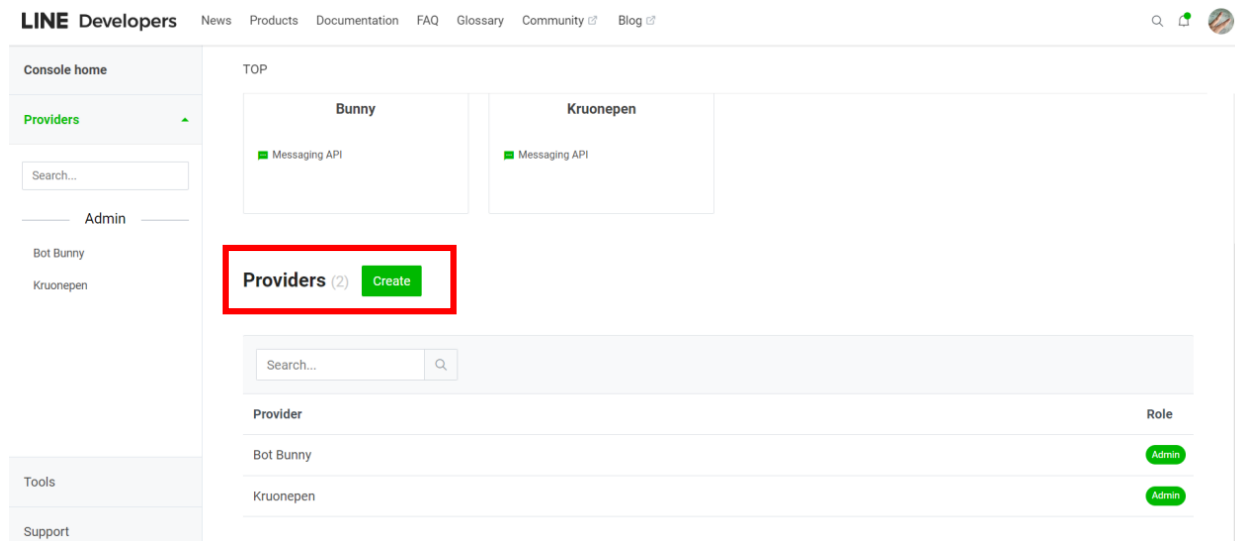 LINE Developers News Products Documentation FAQ Glossary Community Blog
Console home
Providers
Search...
Admin
Bot Bunny
Kruonepen
Tools
Support
TOP
Bunny
Messaging API
Kruonepen
Messaging API
Providers (2) Create
Search...
Provider Role
Bot Bunny Admin
Kruonepen Admin